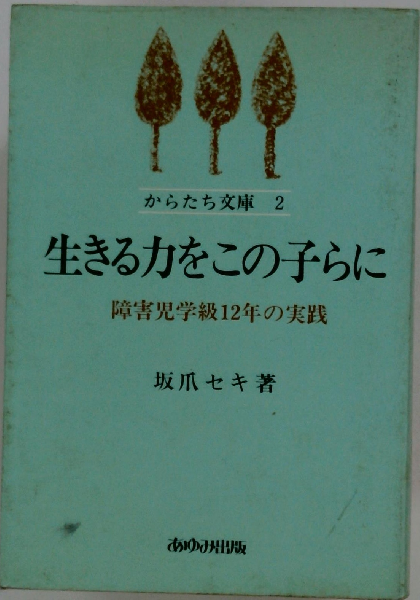 からたち文庫 2
生きる力をこの子らに
障害児学級12年の実践
坂爪セキ著
あゆみ出版